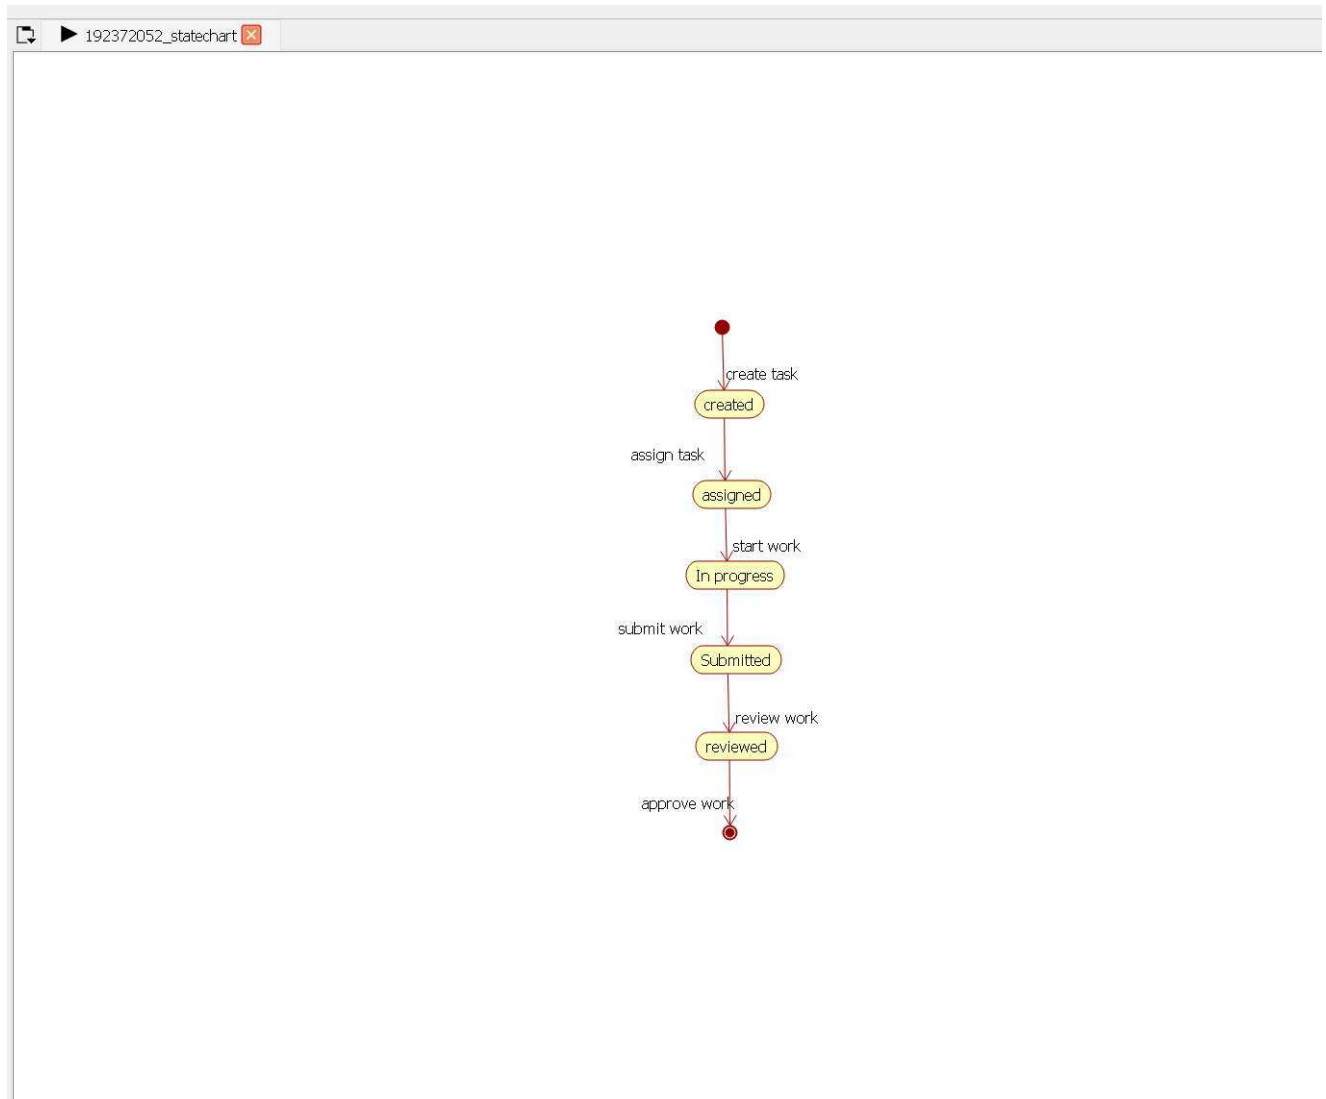 192372052_statechart
create task
created
assign task
assigned
start work
In progress
submit work
Submitted
review work
reviewed
approve work